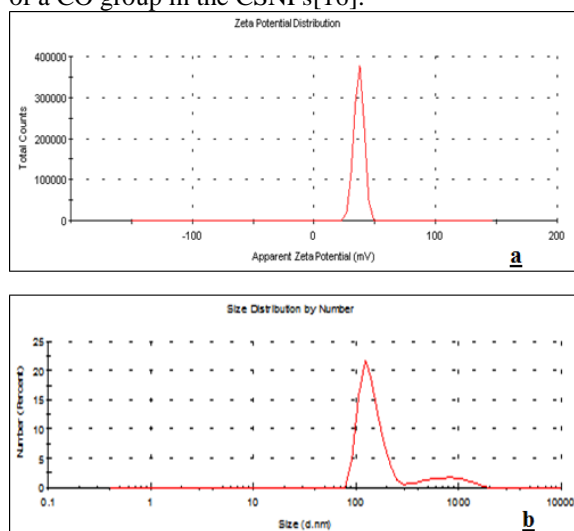 of a CO group in the CSNPs[16].
Zeta Potential Distribution
400000
300000
200000
100000
0
Total Counts
-100 0 100 200
Apparent Zeta Potential (mV)
a
Size Distribution by Number
25
20
15
10
5
0
Number (Percent)
0.1 1 10 100 1000 10000
Size (d.nm)
b